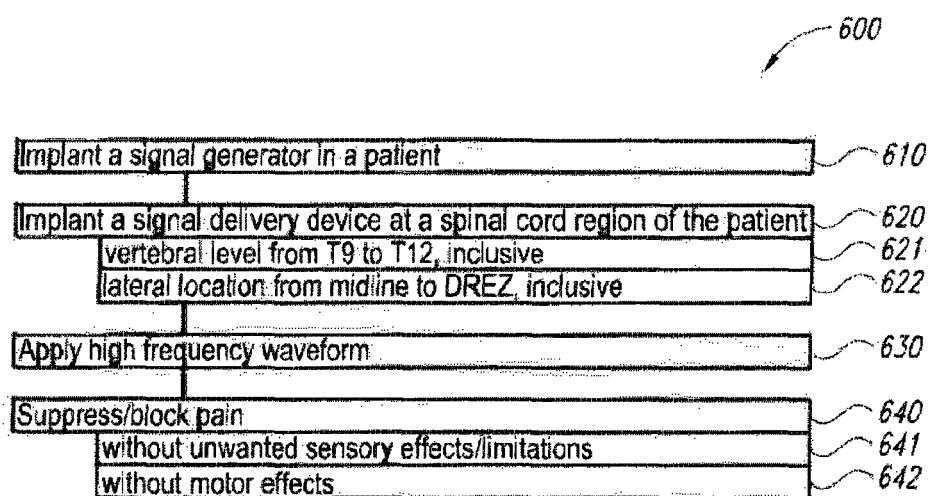 600
Implant a signal generator in a patient 610
Implant a signal delivery device at a spinal cord region of the patient 620
vertebral level from T9 to T12, inclusive 621
lateral location from midline to DREZ, inclusive 622
Apply high frequency waveform 630
Suppress/block pain 640
without unwanted sensory effects/limitations 641
without motor effects 642